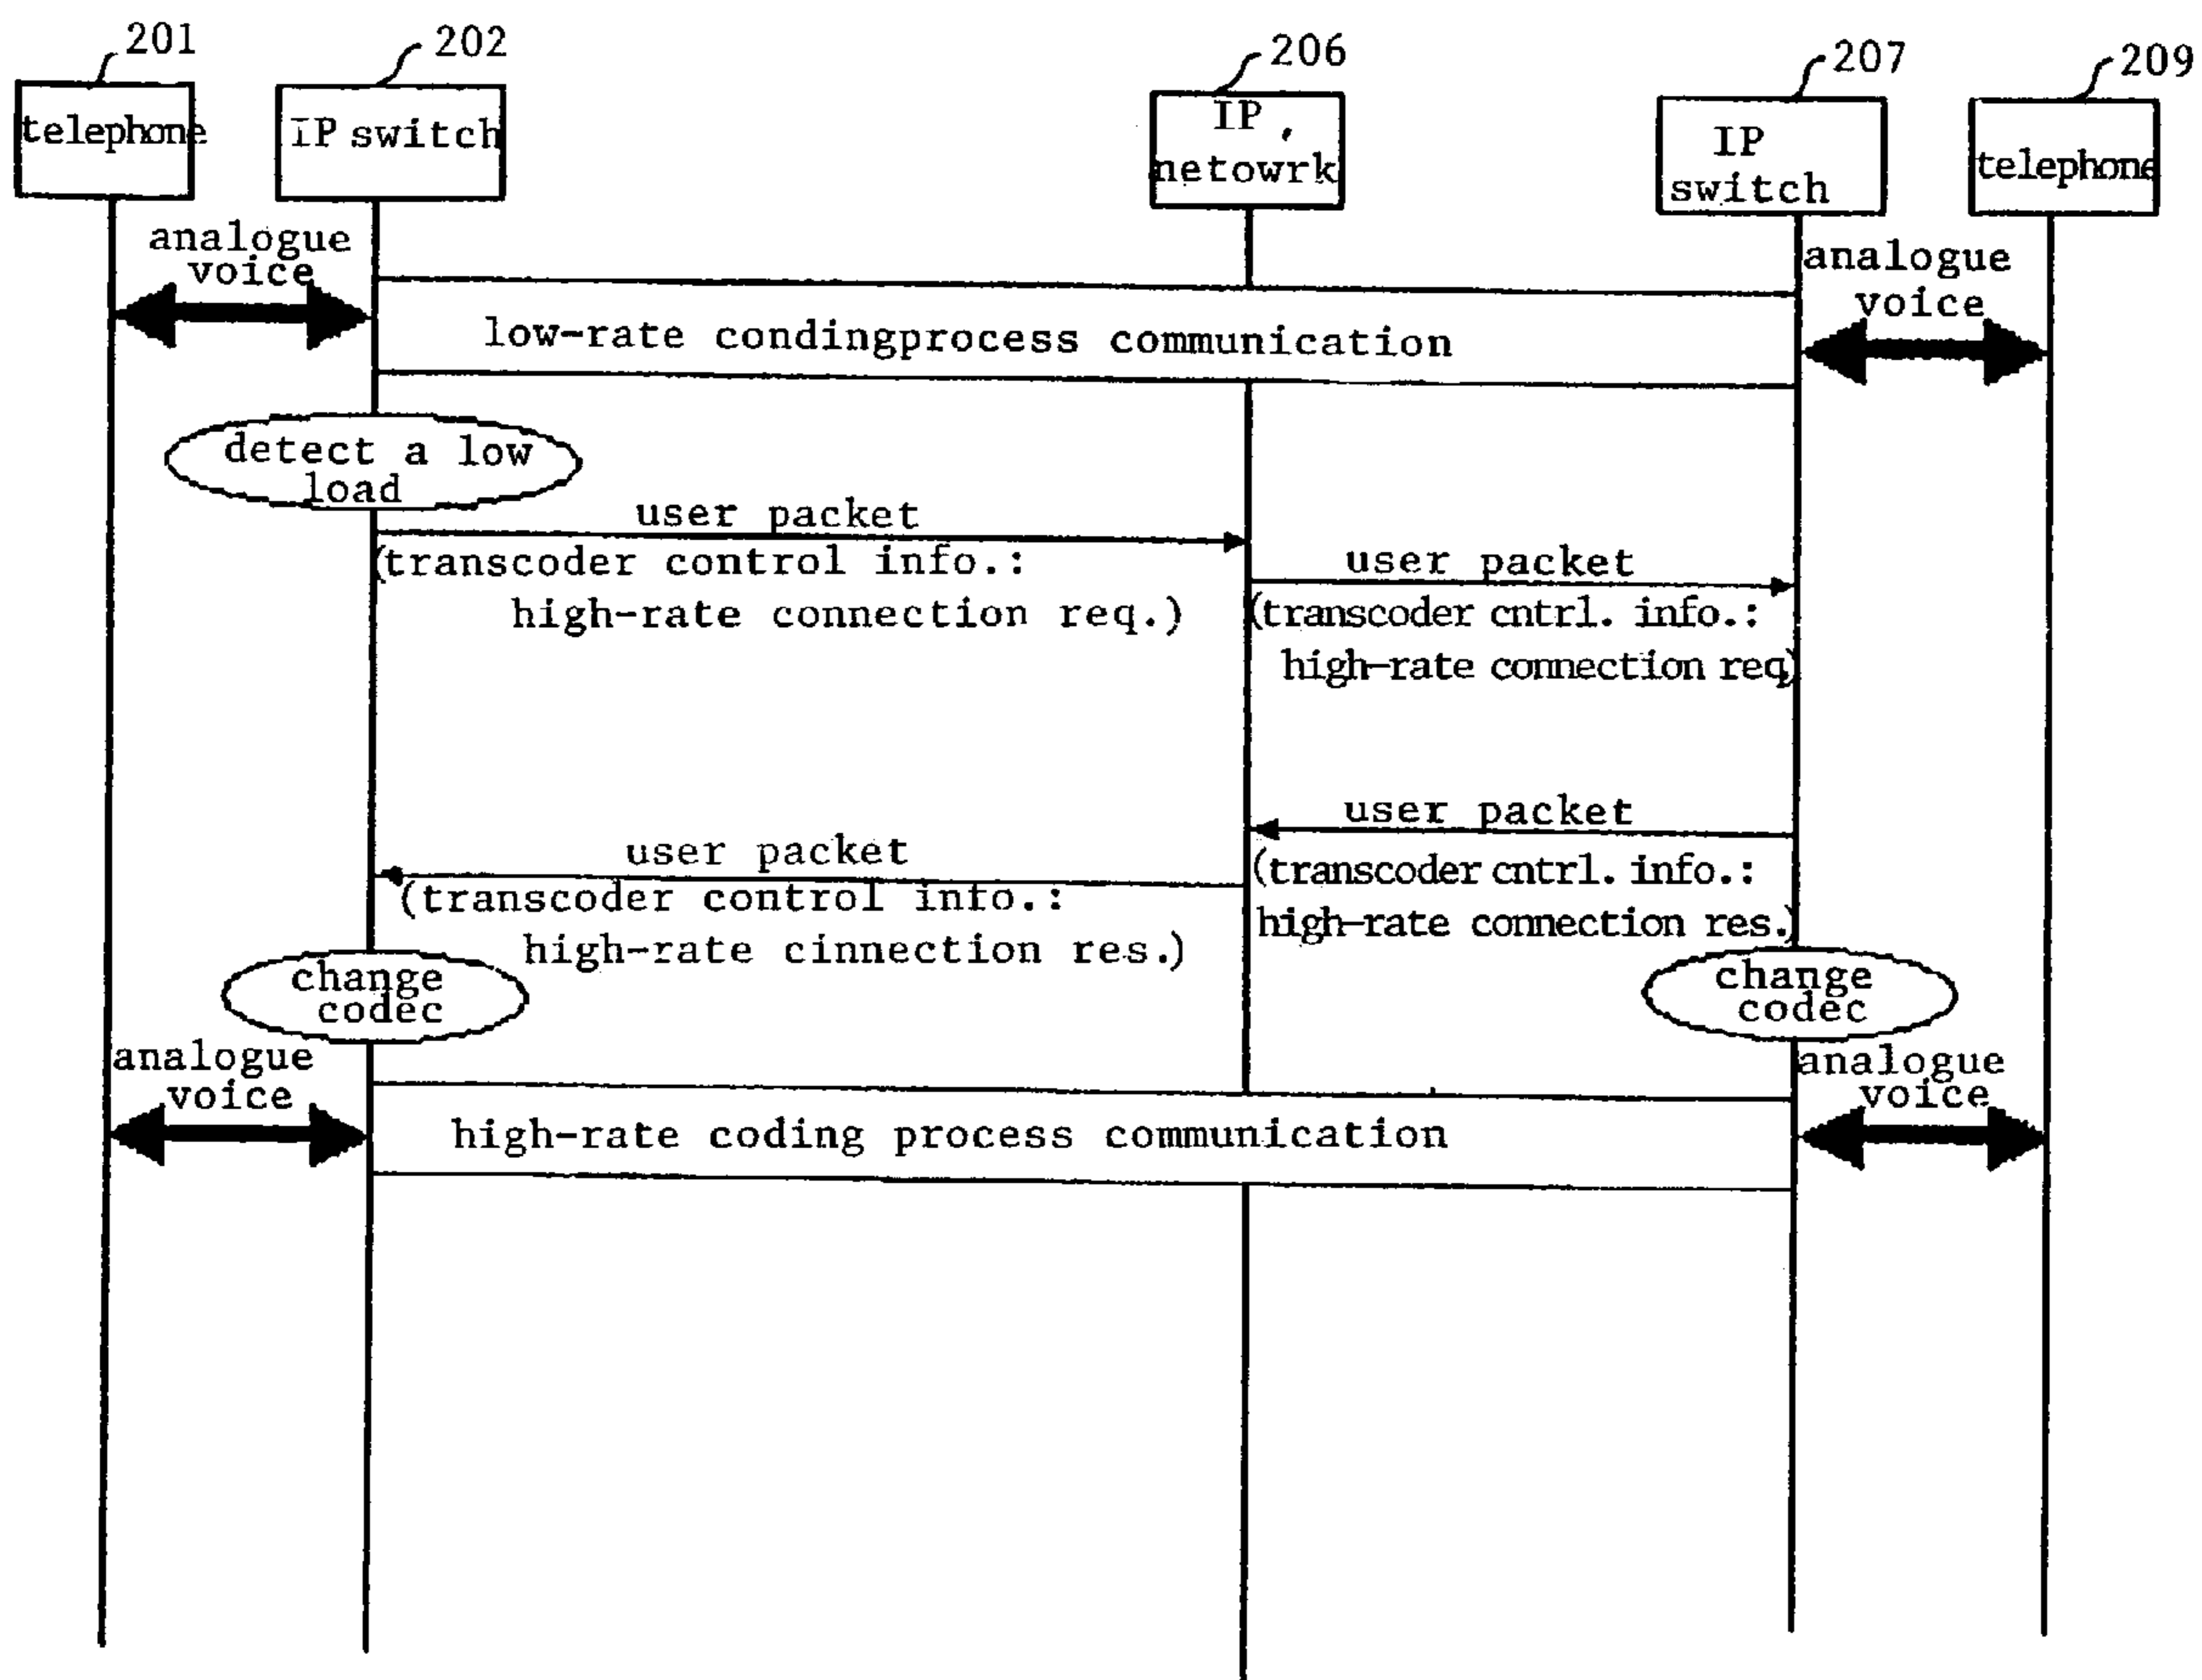 201
202
206
207
209
telephone
IP switch
IP ,
netowrk
IP
switch
telephone
analogue
voice
analogue
voice
low-rate condingprocess communication
detect a low
load
user packet
(transcoder control info.:
high-rate connection req.)
user packet
(transcoder cntrl. info.:
high-rate connection req)
user packet
(transcoder cntrl. info.:
high-rate connection res.)
user packet
(transcoder control info.:
high-rate cinnection res.)
change
codec
change
codec
analogue
voice
analogue
voice
high-rate coding process communication